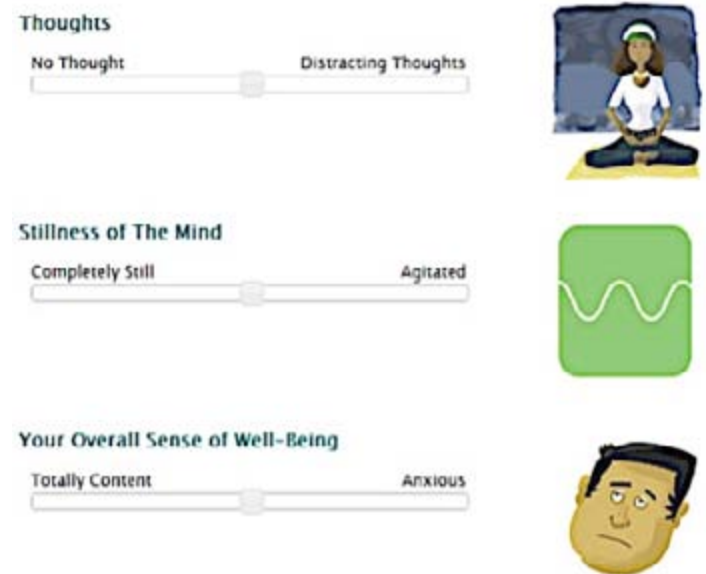 Thoughts
No Thought Distracting Thoughts
Stillness of The Mind
Completely Still Agitated
Your Overall Sense of Well-Being
Totally Content Anxious